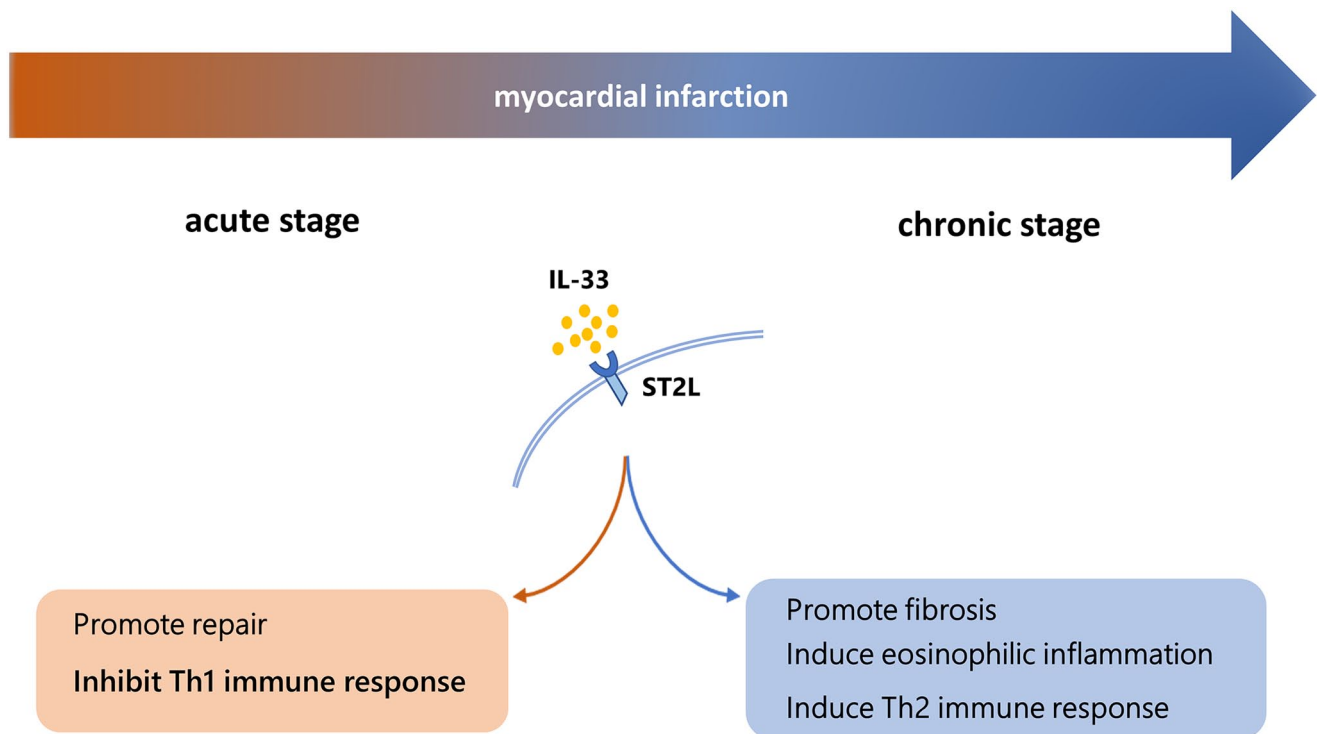 myocardial infarction
acute stage
chronic stage
IL-33
ST2L
Promote repair
Inhibit Th1 immune response
Promote fibrosis
Induce eosinophilic inflammation
Induce Th2 immune response